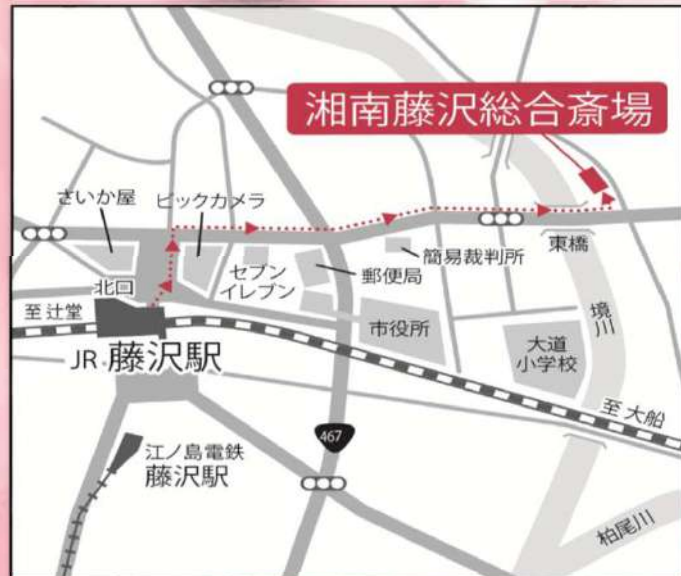 湘南藤沢総合斎場
さいか屋
ビックカメラ
北口
セブン
イレブン
郵便局
簡易裁判所
東橋
至 辻堂
市役所
大道
小学校
境川
JR 藤沢駅
至 大船
467
江ノ島電鉄
藤沢駅
柏尾川